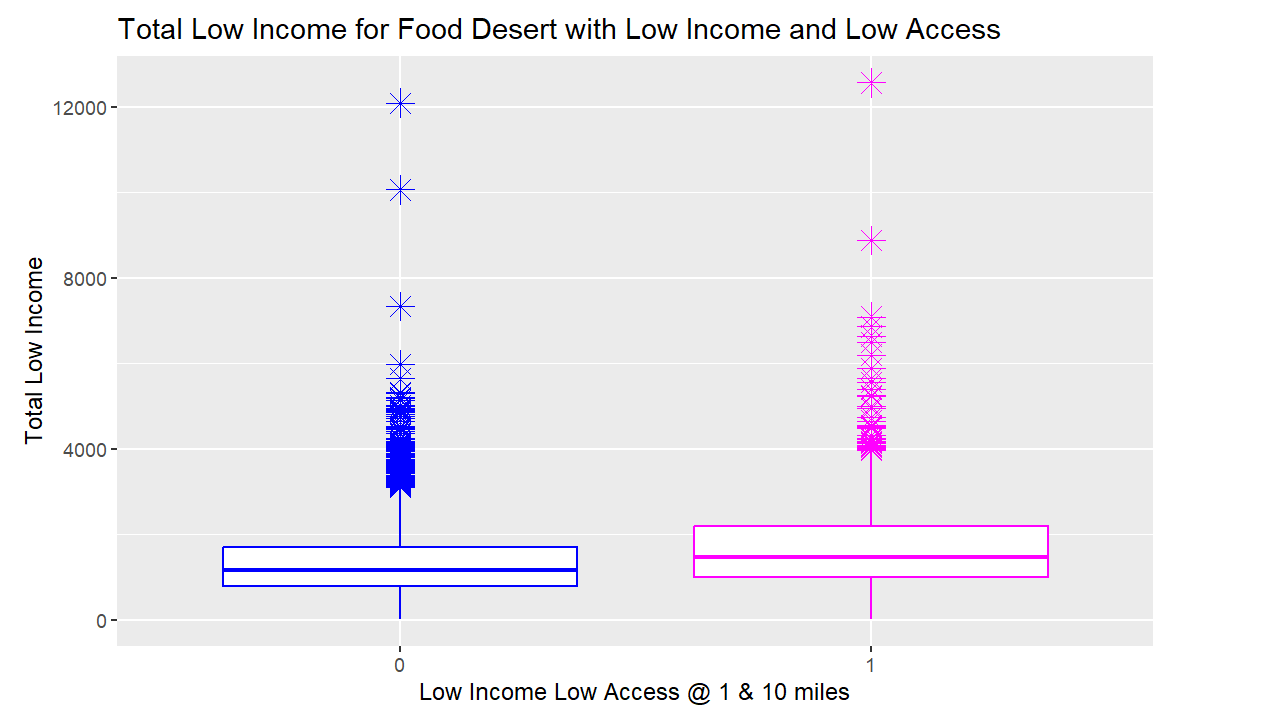 Total Low Income for Food Desert with Low Income and Low Access
12000
8000
4000
0
Total Low Income
0 1
Low Income Low Access @ 1 & 10 miles